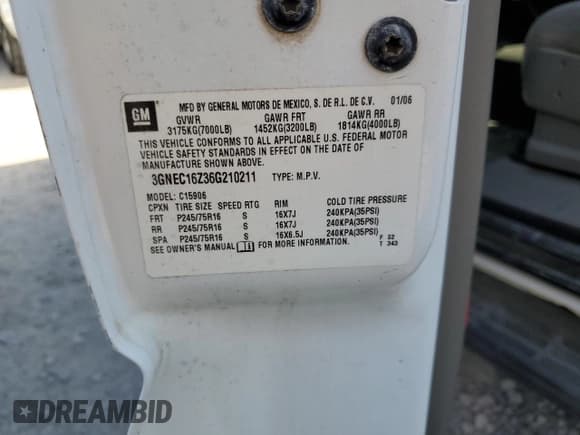 GM
MFD BY GENERAL MOTORS DE MEXICO, S. DE R.L. DE C.V. 01/06
GVWR GAWR FRT GAWR RR
3175KG(7000LB) 1452KG(3200LB) 1814KG(4000LB)
THIS VEHICLE CONFORMS TO ALL APPLICABLE U.S. FEDERAL MOTOR
VEHICLE SAFETY STANDARDS IN EFFECT ON THE DATE OF
MANUFACTURE SHOWN ABOVE.
3GNEC16Z36G210211 TYPE: M.P.V.
MODEL: C15906
CPXN TIRE SIZE SPEED RTG RIM COLD TIRE PRESSURE
FRT P245/75R16 S 16X7J 240KPA(35PSI)
RR P245/75R16 S 16X7J 240KPA(35PSI)
SPA P245/75R16 S 16X6.5J 240KPA(35PSI)
SEE OWNER'S MANUAL FOR MORE INFORMATION.
F 52
T 343
DREAMBID